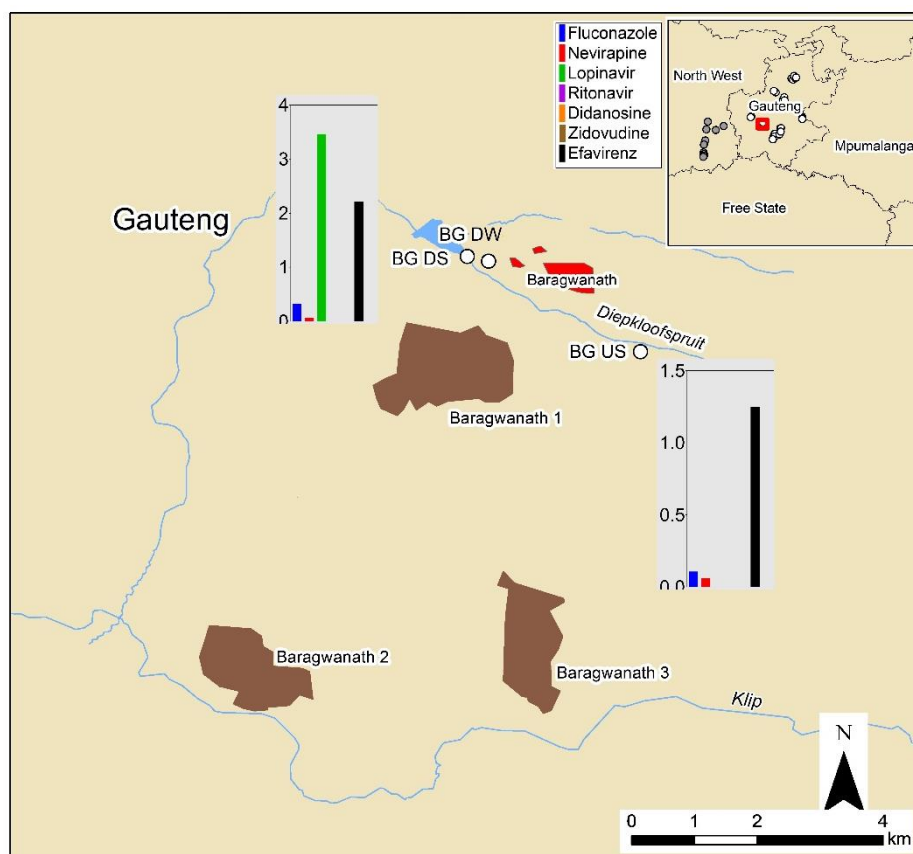 Fluconazole
Nevirapine
Lopinavir
Ritonavir
Didanosine
Zidovudine
Efavirenz
North West
Gauteng
Mpumalanga
Free State
4
3
2
1
0
Gauteng
BG DW
BG DS
Baragwanath
Diepkloofspruit
BG US
1.5
1.0
0.5
0.0
Baragwanath 1
Baragwanath 2
Baragwanath 3
Klip
N
0 1 2 4
km